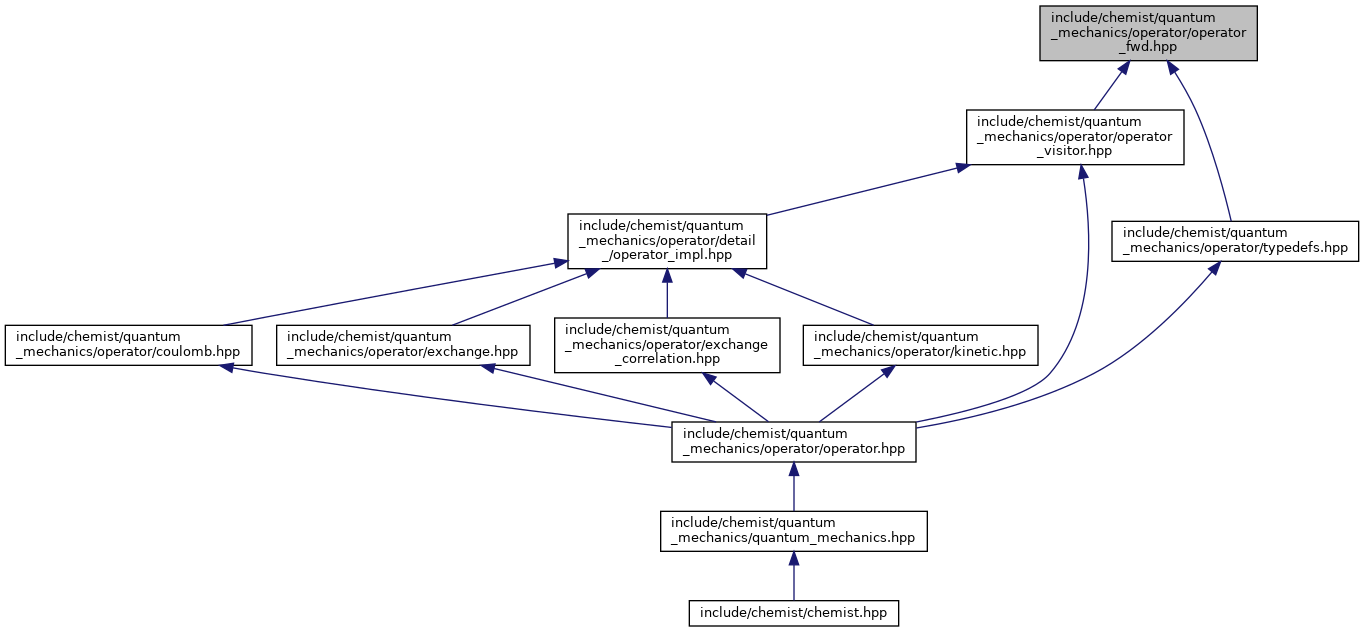 include/chemist/quantum
_mechanics/operator/operator
_fwd.hpp
include/chemist/quantum
_mechanics/operator/operator
_visitor.hpp
include/chemist/quantum
_mechanics/operator/detail
_/operator_impl.hpp
include/chemist/quantum
_mechanics/operator/typedefs.hpp
include/chemist/quantum
_mechanics/operator/coulomb.hpp
include/chemist/quantum
_mechanics/operator/exchange.hpp
include/chemist/quantum
_mechanics/operator/exchange
_correlation.hpp
include/chemist/quantum
_mechanics/operator/kinetic.hpp
include/chemist/quantum
_mechanics/operator/operator.hpp
include/chemist/quantum
_mechanics/quantum_mechanics.hpp
include/chemist/chemist.hpp